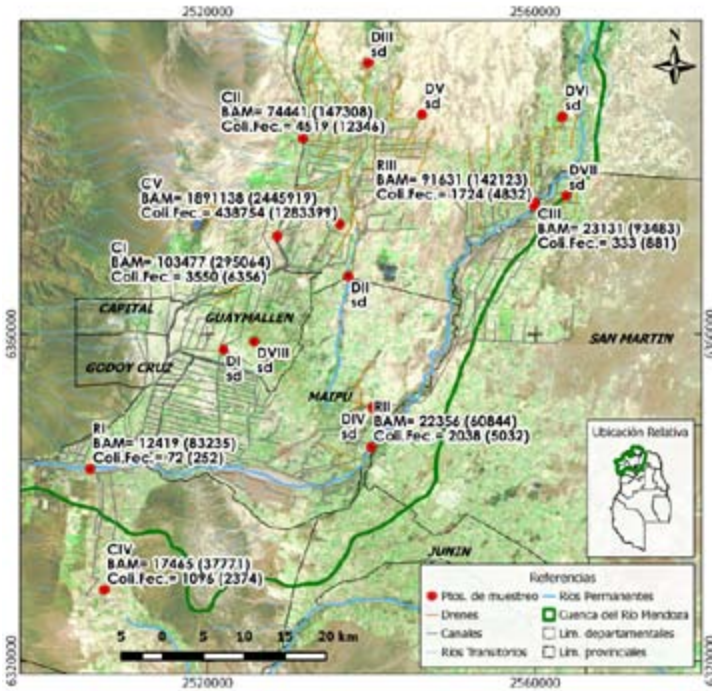 2520000
2560000
DIII
sd
N
DV
sd
CII
BAM= 74441 (147308)
Coli.Fec.= 4519 (12346)
DVI
sd
RIII
BAM= 91631 (142123)
Coli.Fec.= 1724 (4832)
DVII
sd
CV
BAM= 1891138 (2445919)
Coli.Fec.= 438754 (1283399)
CIII
BAM= 23131 (93483)
Coli.Fec.= 333 (881)
CI
BAM= 103477 (295064)
Coli.Fec.= 3550 (6356)
DII
sd
CAPITAL
GUAYMALLEN
6360000
6360000
SAN MARTIN
GODOY CRUZ
DI
sd
DVIII
sd
MAIPU
RII
BAM= 22356 (60844)
Coli.Fec.= 2038 (5032)
DIV
sd
RI
BAM= 12419 (83235)
Coli.Fec.= 72 (252)
Ubicación Relativa
CIV
BAM= 17465 (37771)
Coli.Fec.= 1096 (2374)
JUNIN
Referencias
Ptos. de muestreo
Ríos Permanentes
Drenes
Cuenca del Río Mendoza
Canales
Lím. departamentales
Ríos Transitorios
Lím. provinciales
5 0 5 10 15 20 km
6320000
6320000
2520000
2560000